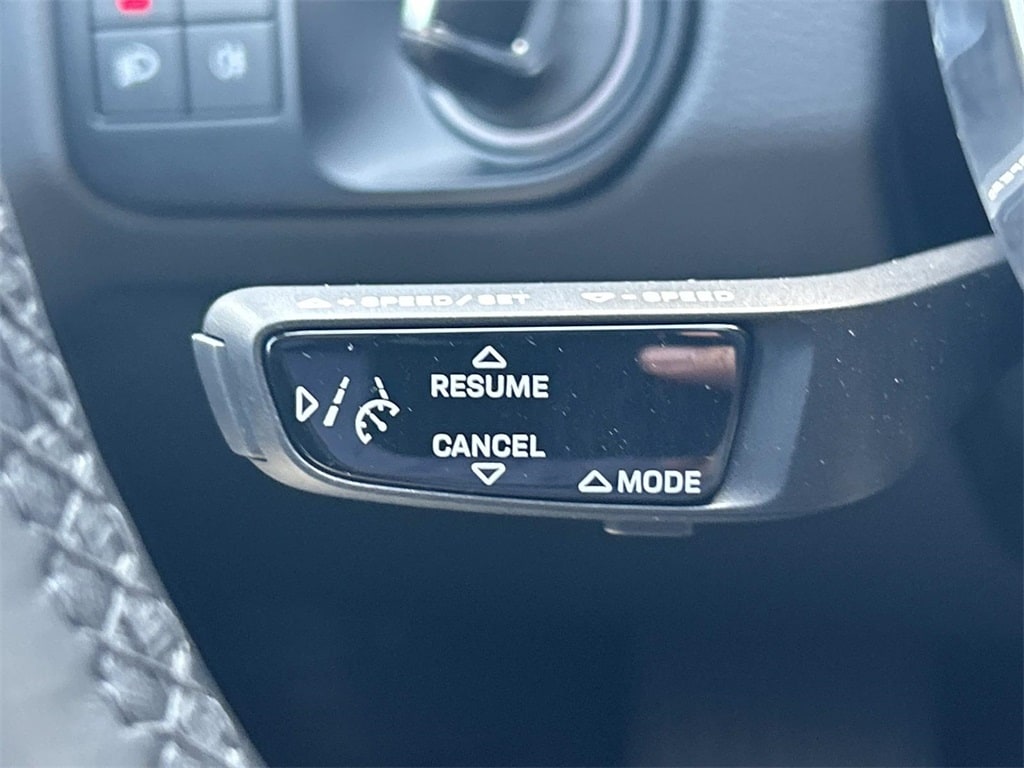 + SPEED / SET - SPEED
RESUME
CANCEL
MODE